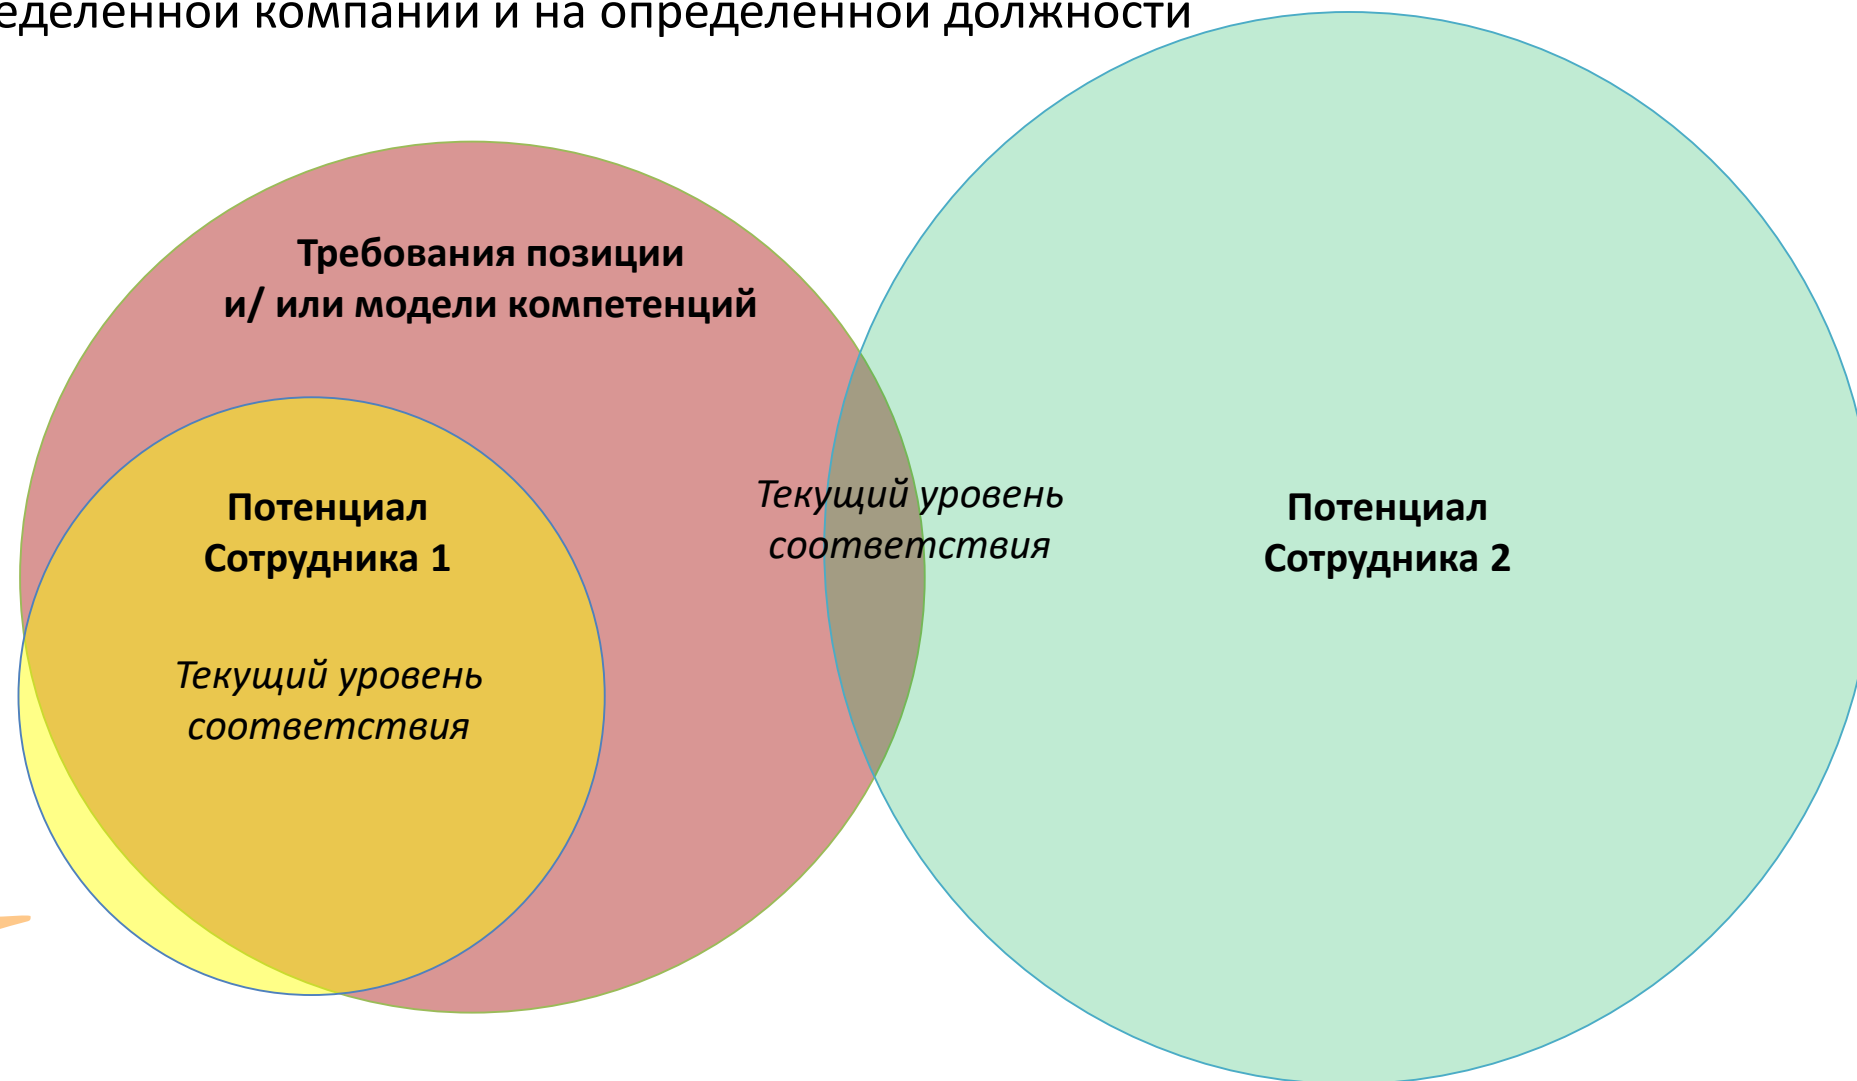 еделенной компании и на определенной должности
Требования позиции
и/ или модели компетенций
Потенциал
Сотрудника 1
Текущий уровень
соответствия
Текущий уровень
соответствия
Потенциал
Сотрудника 2